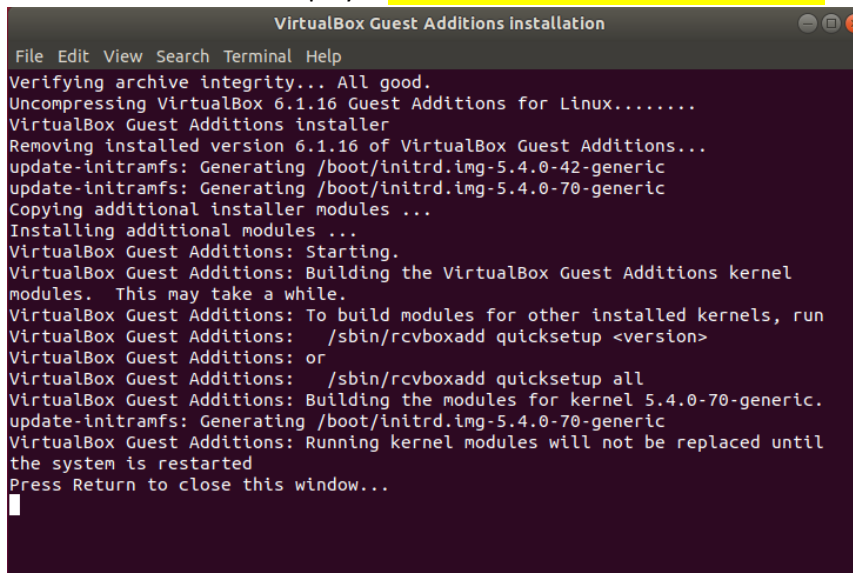 VirtualBox Guest Additions installation
File Edit View Search Terminal Help
Verifying archive integrity... All good.
Uncompressing VirtualBox 6.1.16 Guest Additions for Linux........
VirtualBox Guest Additions installer
Removing installed version 6.1.16 of VirtualBox Guest Additions...
update-initramfs: Generating /boot/initrd.img-5.4.0-42-generic
update-initramfs: Generating /boot/initrd.img-5.4.0-70-generic
Copying additional installer modules ...
Installing additional modules ...
VirtualBox Guest Additions: Starting.
VirtualBox Guest Additions: Building the VirtualBox Guest Additions kernel
modules.  This may take a while.
VirtualBox Guest Additions: To build modules for other installed kernels, run
VirtualBox Guest Additions:   /sbin/rcvboxadd quicksetup <version>
VirtualBox Guest Additions: or
VirtualBox Guest Additions:   /sbin/rcvboxadd quicksetup all
VirtualBox Guest Additions: Building the modules for kernel 5.4.0-70-generic.
update-initramfs: Generating /boot/initrd.img-5.4.0-70-generic
VirtualBox Guest Additions: Running kernel modules will not be replaced until
the system is restarted
Press Return to close this window...